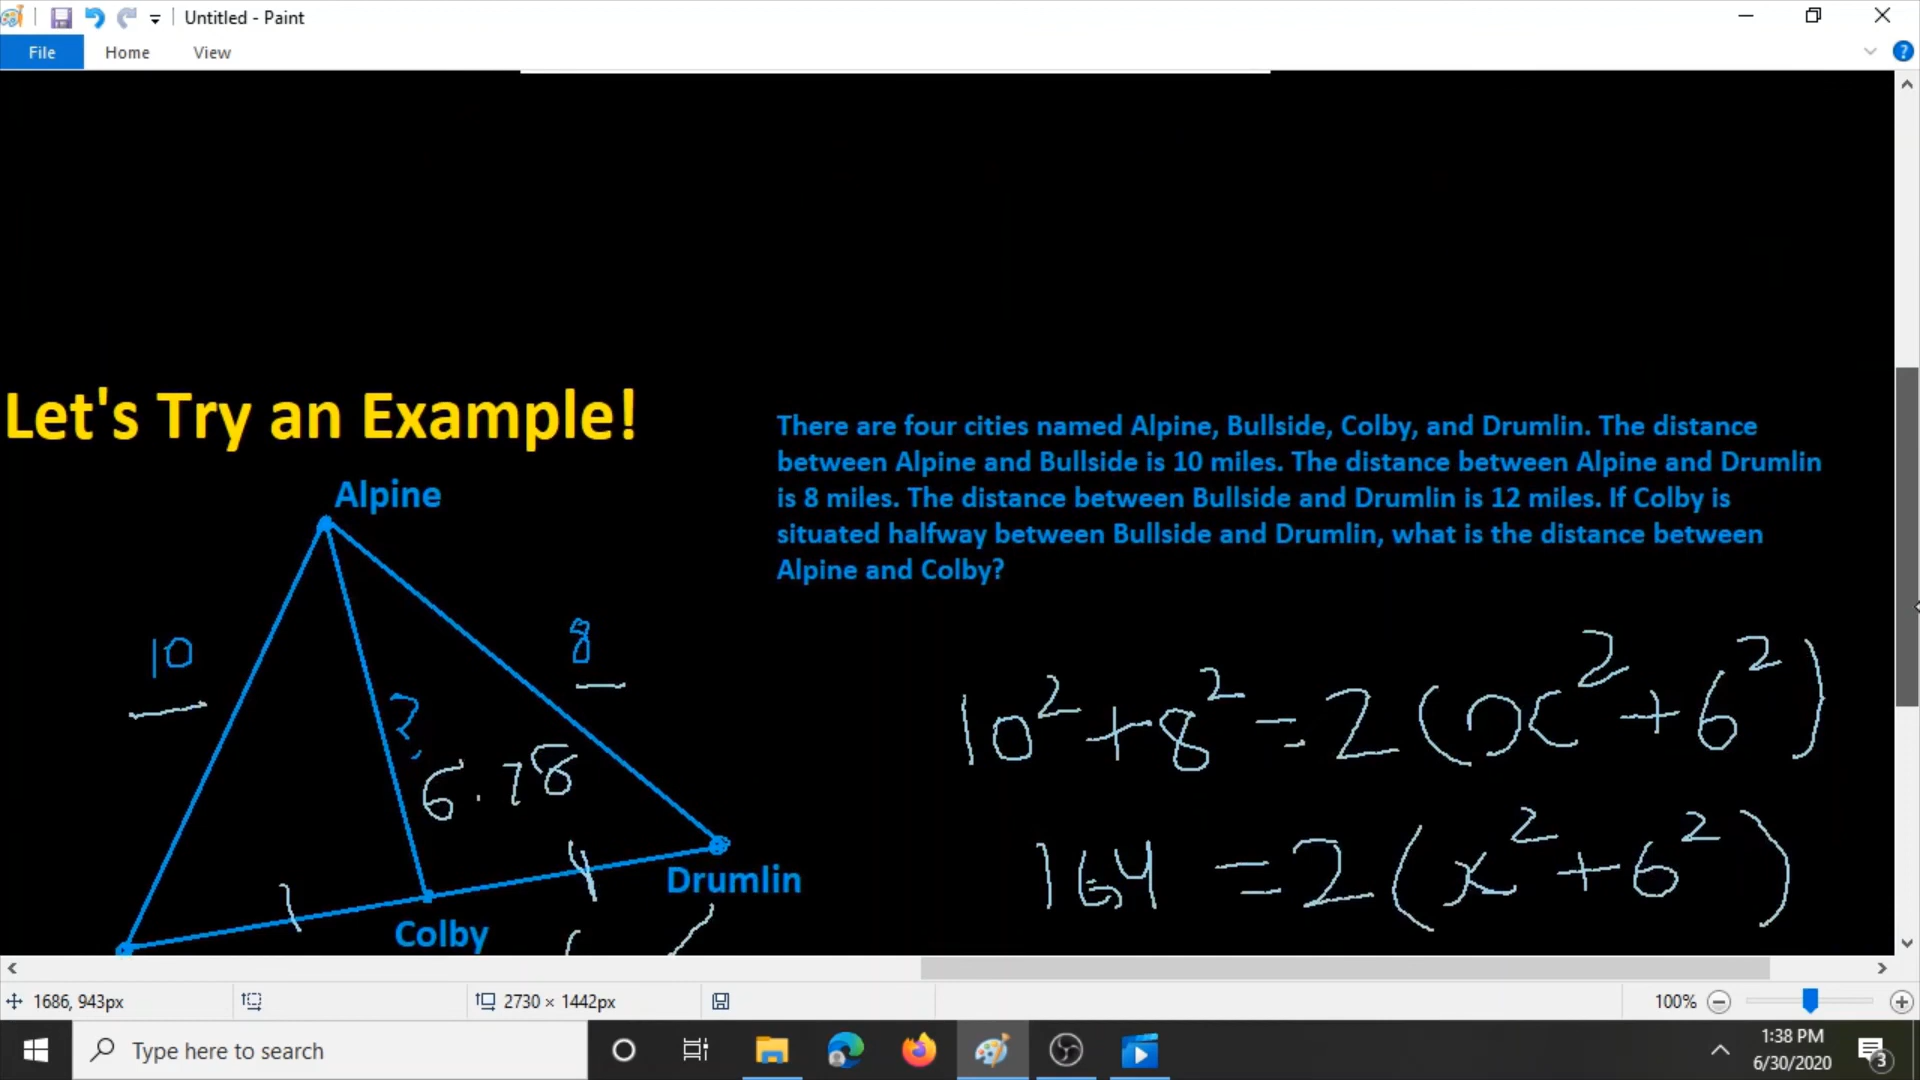 Untitled - Paint
File Home View
Let's Try an Example!
There are four cities named Alpine, Bullside, Colby, and Drumlin. The distance
between Alpine and Bullside is 10 miles. The distance between Alpine and Drumlin
is 8 miles. The distance between Bullside and Drumlin is 12 miles. If Colby is
situated halfway between Bullside and Drumlin, what is the distance between
Alpine and Colby?
Alpine
10
8
?
6.78
Drumlin
Colby
10² + 8² = 2(x² + 6²)
164 = 2(x² + 6²)
1686, 943px
2730 × 1442px
100%
Type here to search
1:38 PM
6/30/2020
3